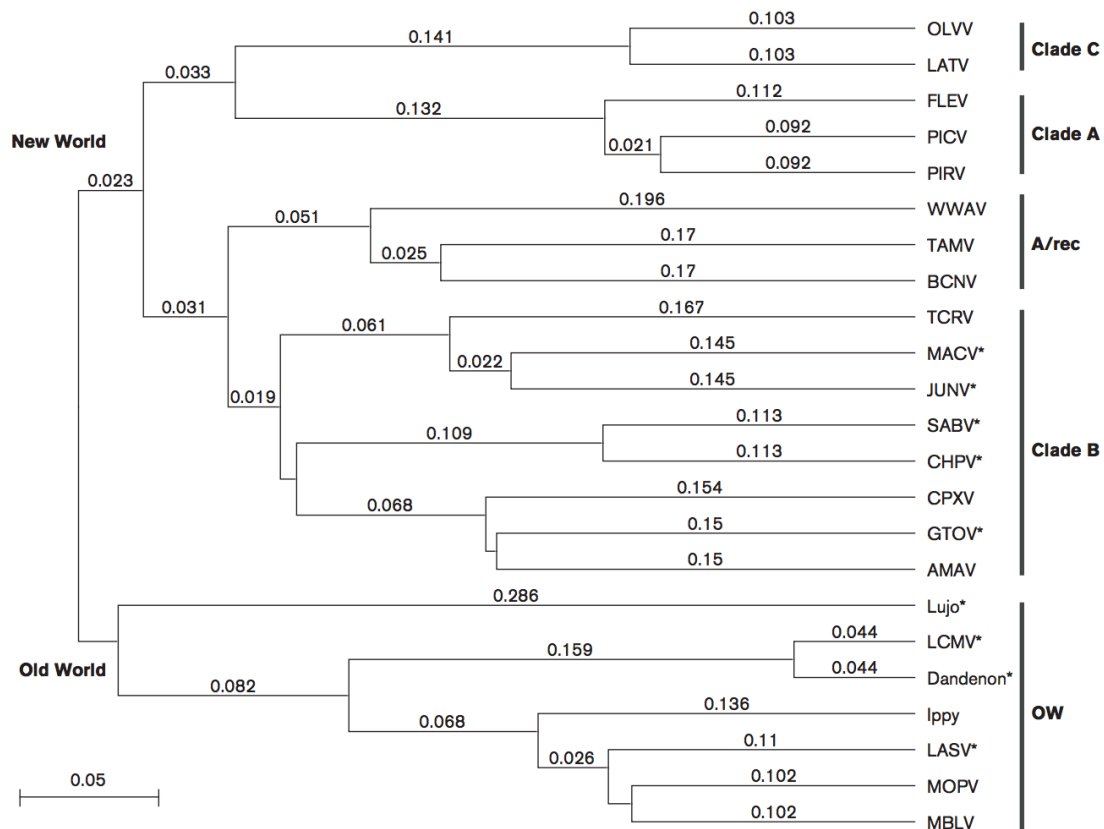 0.103
OLVV
0.141
Clade C
0.103
LATV
0.033
0.112
FLEV
0.132
New World
0.092
PICV
Clade A
0.021
0.092
PIRV
0.023
0.196
WWAV
0.051
0.17
TAMV
A/rec
0.025
0.17
BCNV
0.031
0.167
TCRV
0.061
0.145
MACV*
0.022
0.145
JUNV*
0.019
0.113
SABV*
0.109
Clade B
0.113
CHPV*
0.154
CPXV
0.068
0.15
GTOV*
0.15
AMAV
0.286
Lujo*
0.044
LCMV*
0.159
Old World
0.044
Dandenon*
0.082
0.136
Ippy
OW
0.068
0.11
LASV*
0.026
0.102
MOPV
0.05
0.102
MBLV